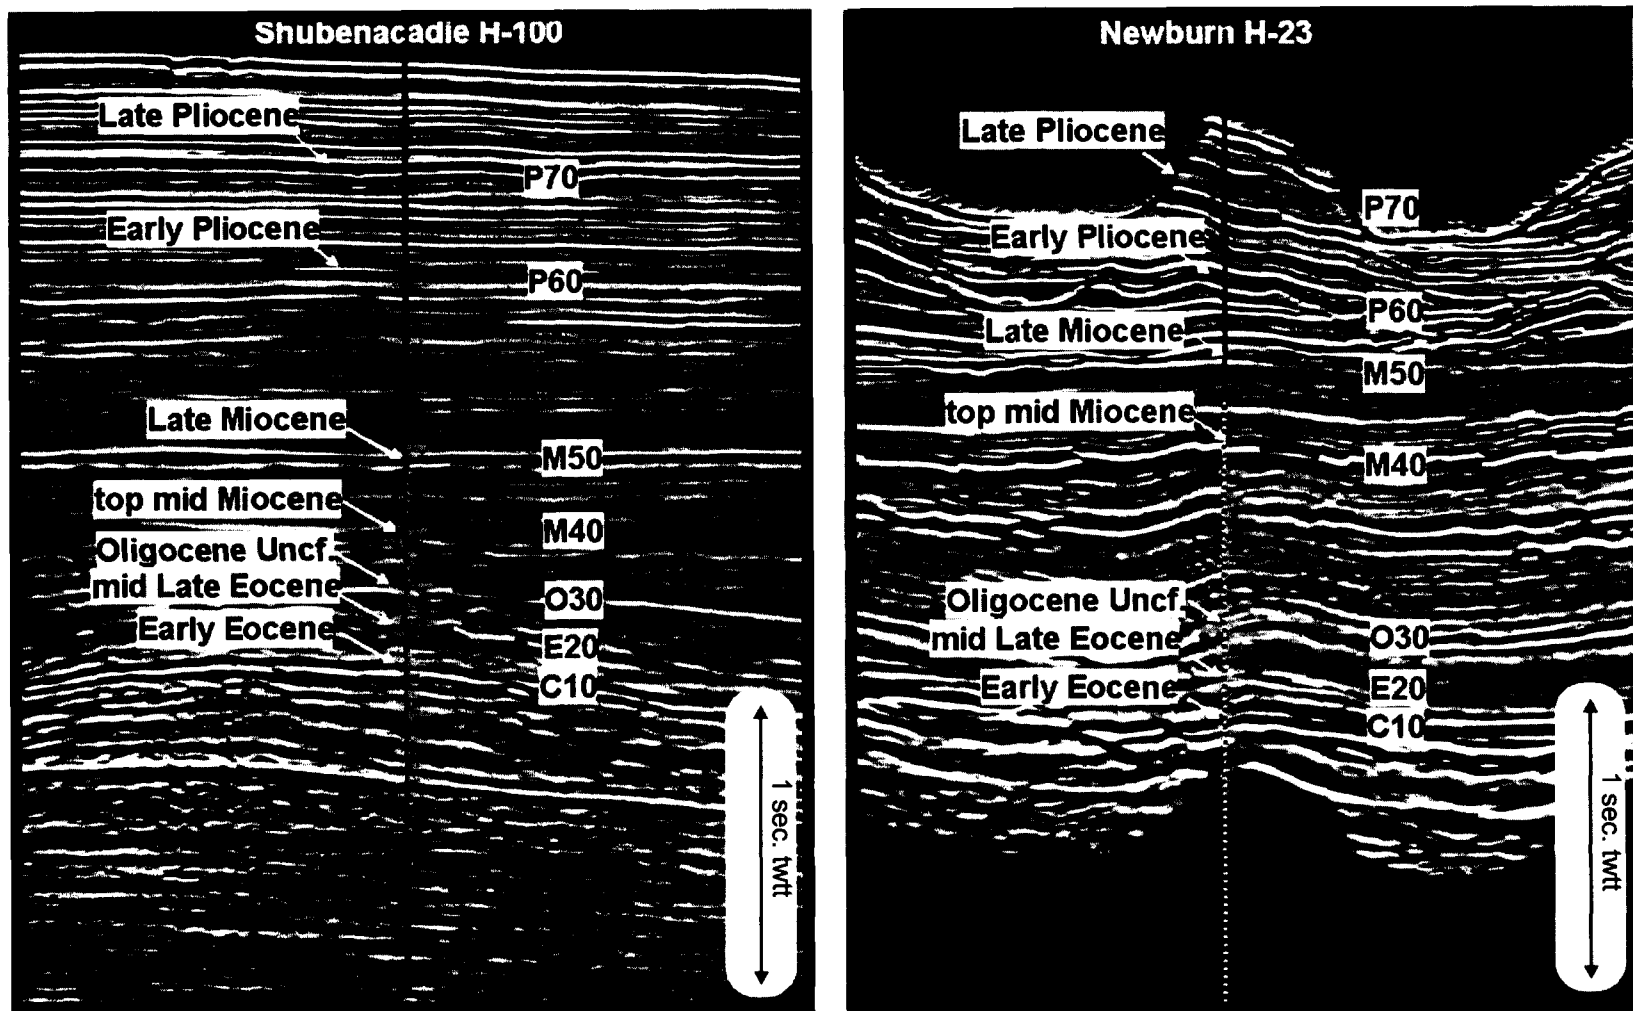 Shubenacadie H-100
Late Pliocene
P70
Early Pliocene
P60
Late Miocene
M50
top mid Miocene
M40
Oligocene Uncf.
mid Late Eocene
O30
Early Eocene
E20
C10
1 sec. twtt
Newburn H-23
Late Pliocene
P70
Early Pliocene
P60
Late Miocene
M50
top mid Miocene
M40
Oligocene Uncf.
mid Late Eocene
O30
Early Eocene
E20
C10
1 sec. twtt